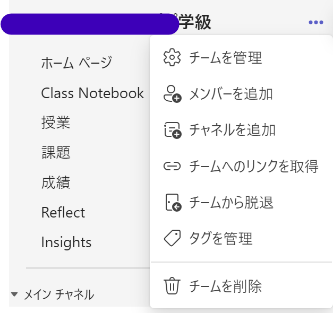 学級
ホーム ページ
Class Notebook
授業
課題
成績
Reflect
Insights
メイン チャネル
チームを管理
メンバーを追加
チャネルを追加
チームへのリンクを取得
チームから脱退
タグを管理
チームを削除